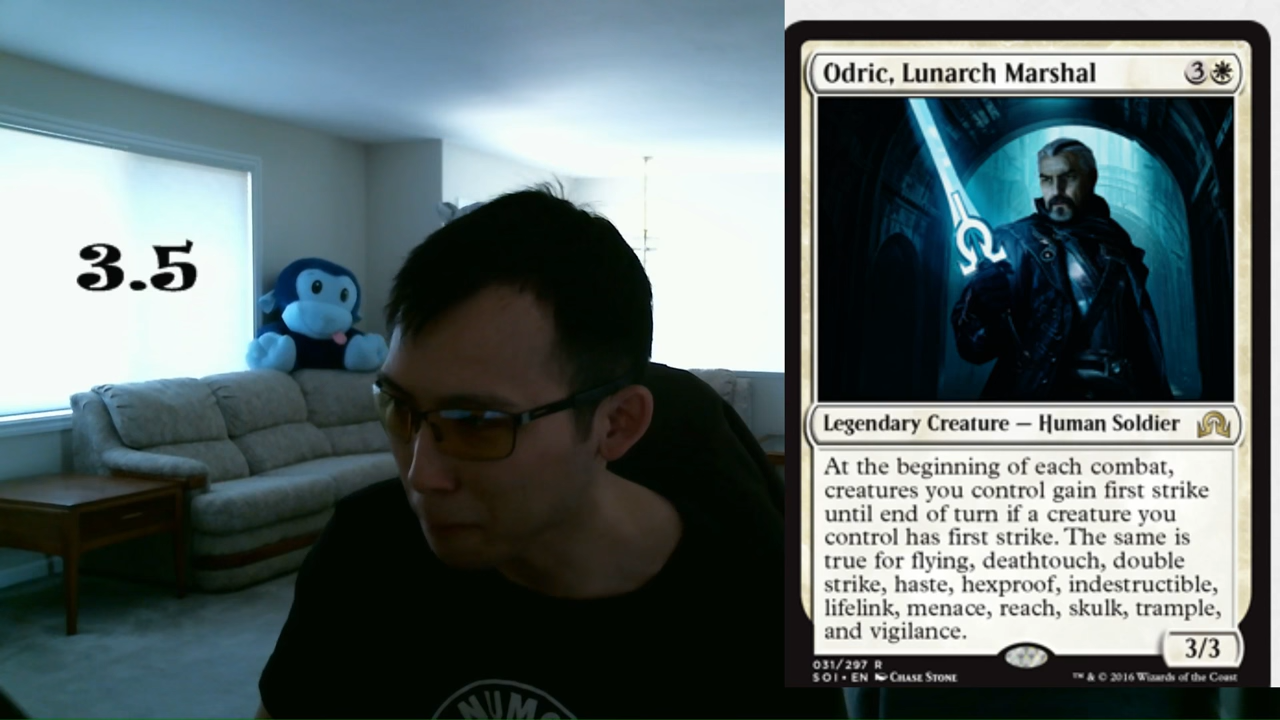 3.5
Odric, Lunarch Marshal 3
Legendary Creature — Human Soldier
At the beginning of each combat,
creatures you control gain first strike
until end of turn if a creature you
control has first strike. The same is
true for flying, deathtouch, double
strike, haste, hexproof, indestructible,
lifelink, menace, reach, skulk, trample,
and vigilance.
3/3
031/297 R
SOI • EN Chase Stone
™ & © 2016 Wizards of the Coast